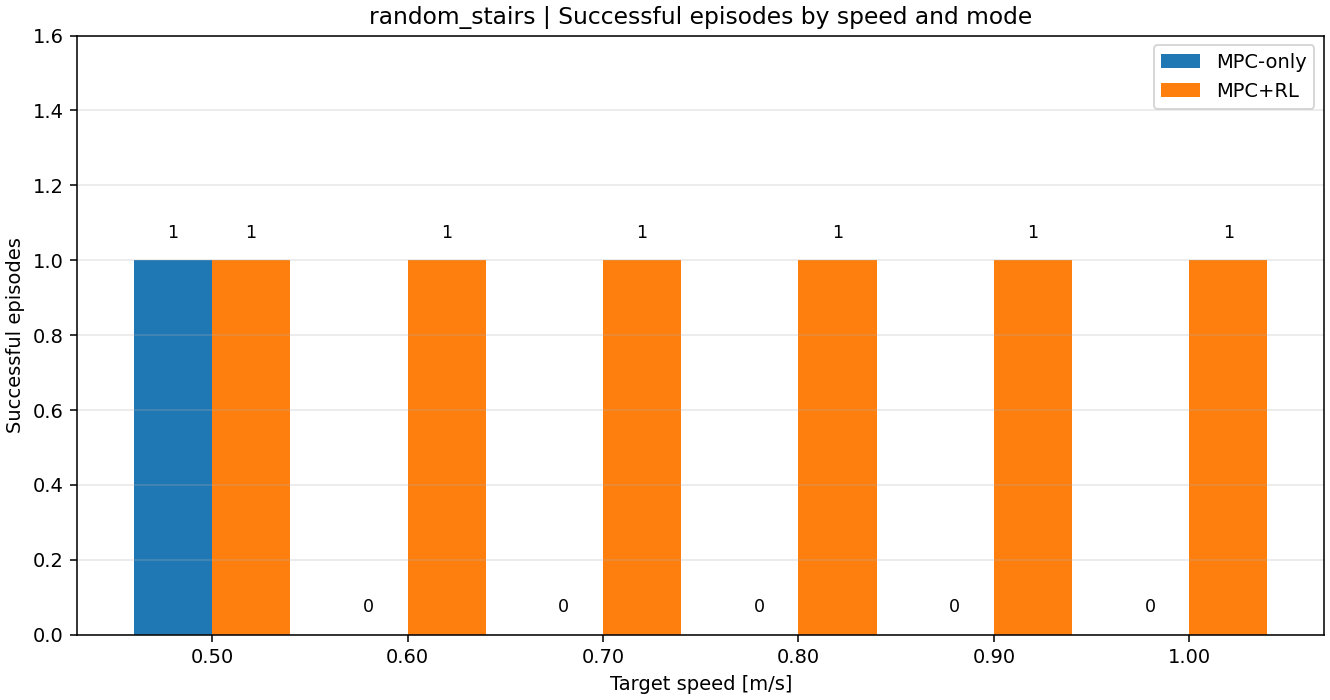 random_stairs | Successful episodes by speed and mode
MPC-only
MPC+RL
Successful episodes
1.6
1.4
1.2
1.0
0.8
0.6
0.4
0.2
0.0
1 1 1 1 1 1 1
0 0 0 0 0
0.50 0.60 0.70 0.80 0.90 1.00
Target speed [m/s]